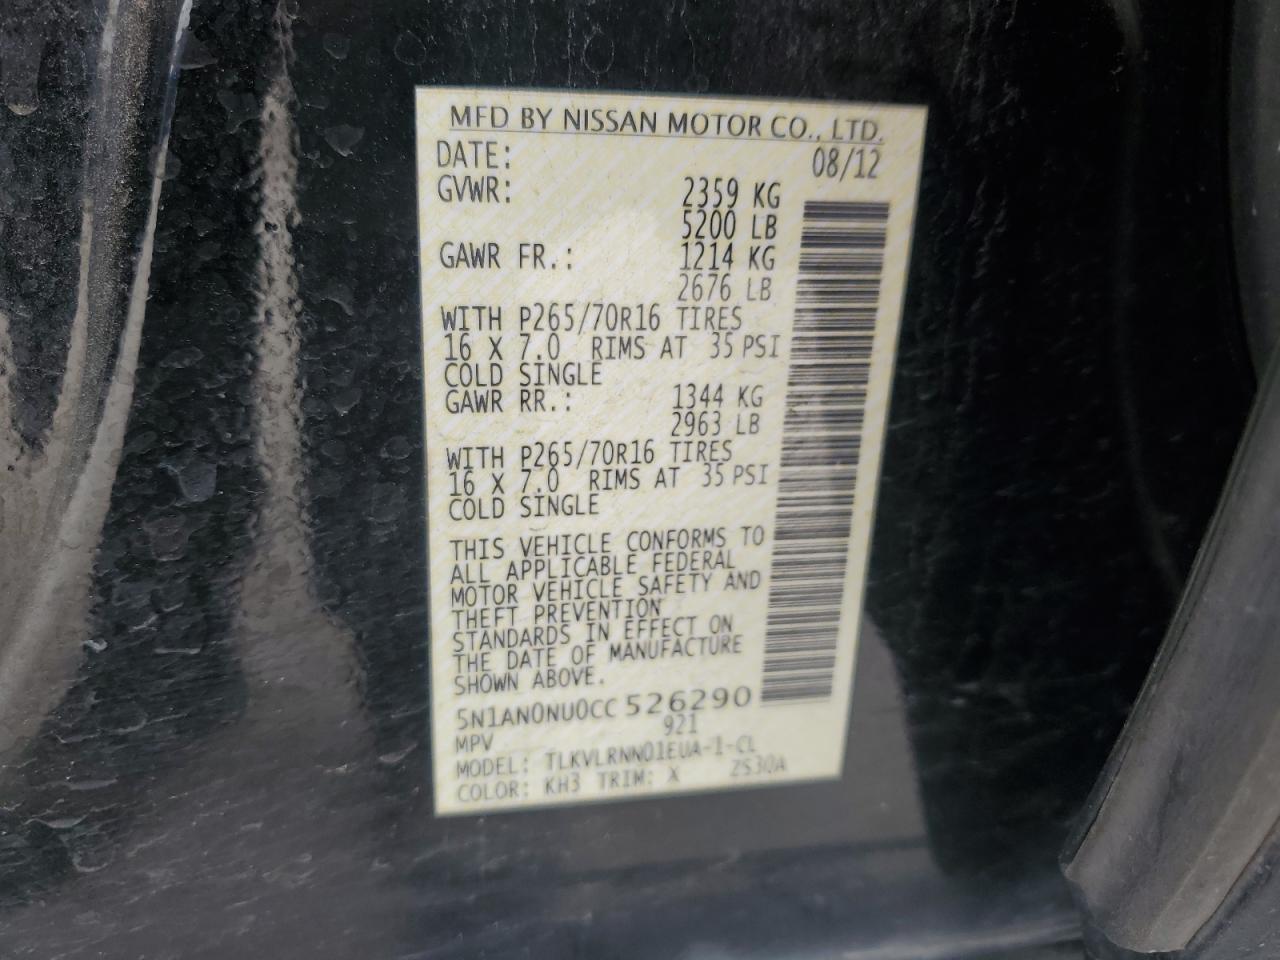 MFD BY NISSAN MOTOR CO., LTD.
DATE: 08/12
GVWR: 2359 KG
5200 LB
GAWR FR.: 1214 KG
2676 LB
WITH P265/70R16 TIRES
16 X 7.0 RIMS AT 35 PSI
COLD SINGLE
GAWR RR.: 1344 KG
2963 LB
WITH P265/70R16 TIRES
16 X 7.0 RIMS AT 35 PSI
COLD SINGLE
THIS VEHICLE CONFORMS TO
ALL APPLICABLE FEDERAL
MOTOR VEHICLE SAFETY AND
THEFT PREVENTION
STANDARDS IN EFFECT ON
THE DATE OF MANUFACTURE
SHOWN ABOVE.
5N1AN0NU0CC 526290
MPV 921
MODEL: TLKVLRNN01EUA-1-CL
COLOR: KH3 TRIM: X ZS30A